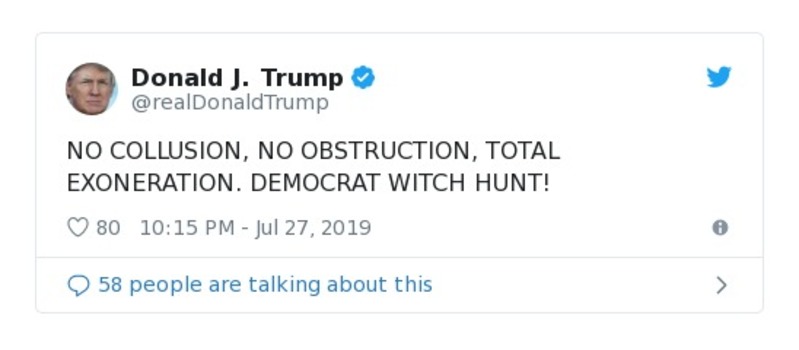 Donald J. Trump
@realDonaldTrump
NO COLLUSION, NO OBSTRUCTION, TOTAL
EXONERATION. DEMOCRAT WITCH HUNT!
80 10:15 PM - Jul 27, 2019
58 people are talking about this